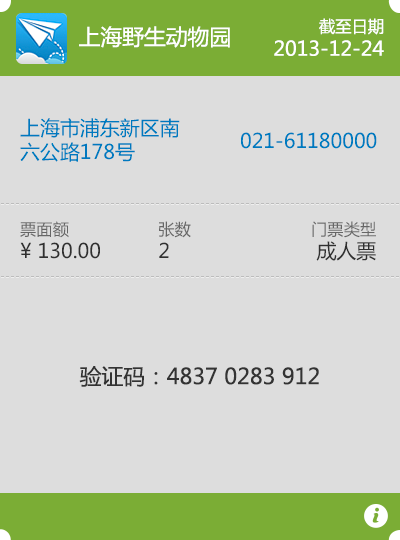 上海野生动物园
截至日期
2013-12-24
上海市浦东新区南
六公路178号
021-61180000
票面额
张数
门票类型
¥ 130.00
2
成人票
验证码：4837 0283 912